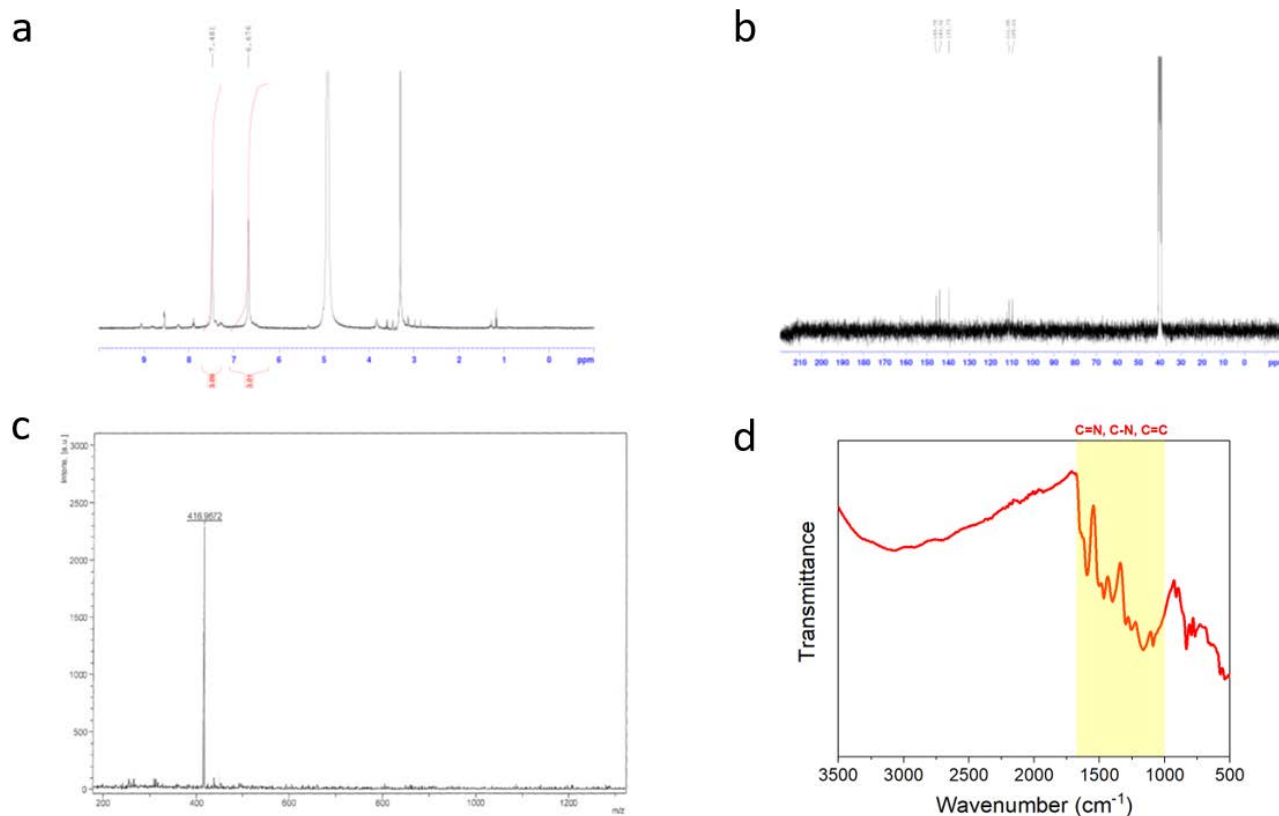 a
7.483
6.676
9 8 7 6 5 4 3 2 1 0 ppm
3.01
b
210 200 190 180 170 160 150 140 130 120 110 100 90 80 70 60 50 40 30 20 10 0 pp
c
Intens. [a.u.]
3000
2500
2000
1500
1000
500
0
416.9672
200 400 600 800 1000 1200
m/z
d
C=N, C-N, C=C
Transmittance
3500 3000 2500 2000 1500 1000 500
Wavenumber (cm⁻¹)